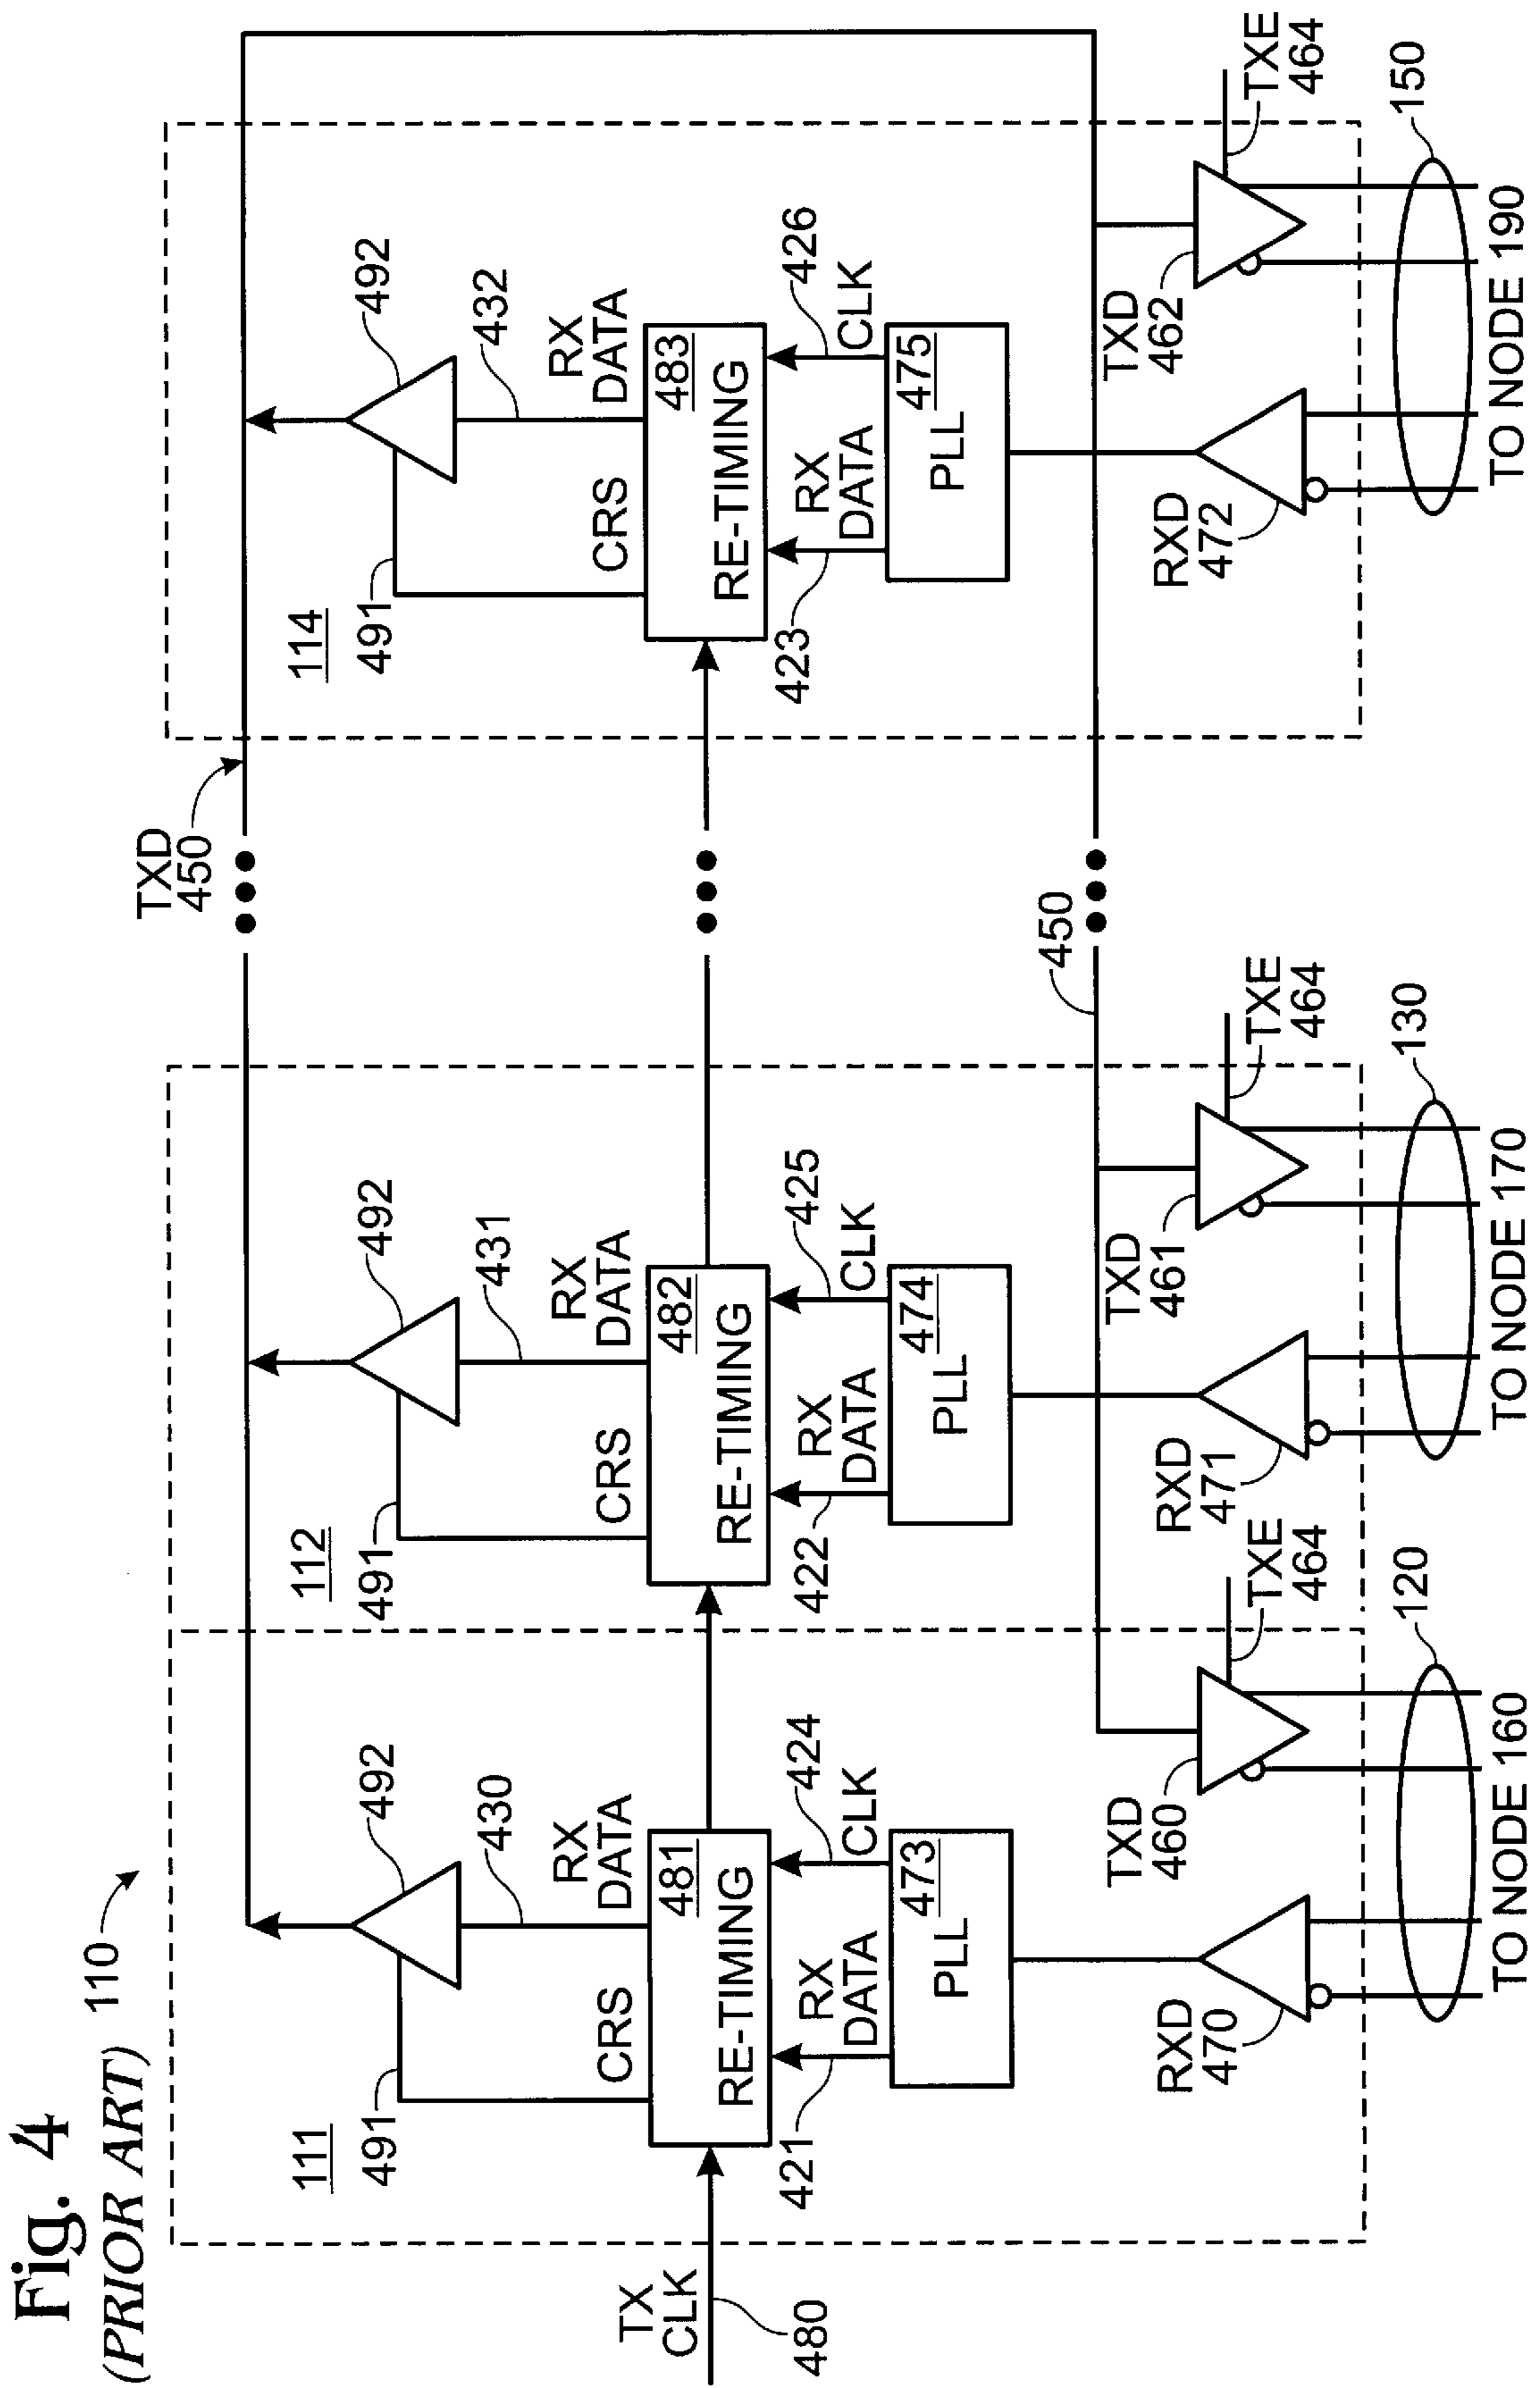 Fig. 4
(PRIOR ART)
110
TXD
450
111
491
492
430
CRS
RX
DATA
TX
CLK
480
RE-TIMING
481
421
RX
DATA
424
CLK
PLL
473
RXD
470
TXD
460
TXE
464
120
TO NODE 160
112
491
492
431
CRS
RX
DATA
RE-TIMING
482
422
RX
DATA
425
CLK
PLL
474
450
RXD
471
TXD
461
TXE
464
130
TO NODE 170
114
491
492
432
CRS
RX
DATA
RE-TIMING
483
423
RX
DATA
426
CLK
PLL
475
RXD
472
TXD
462
TXE
464
150
TO NODE 190